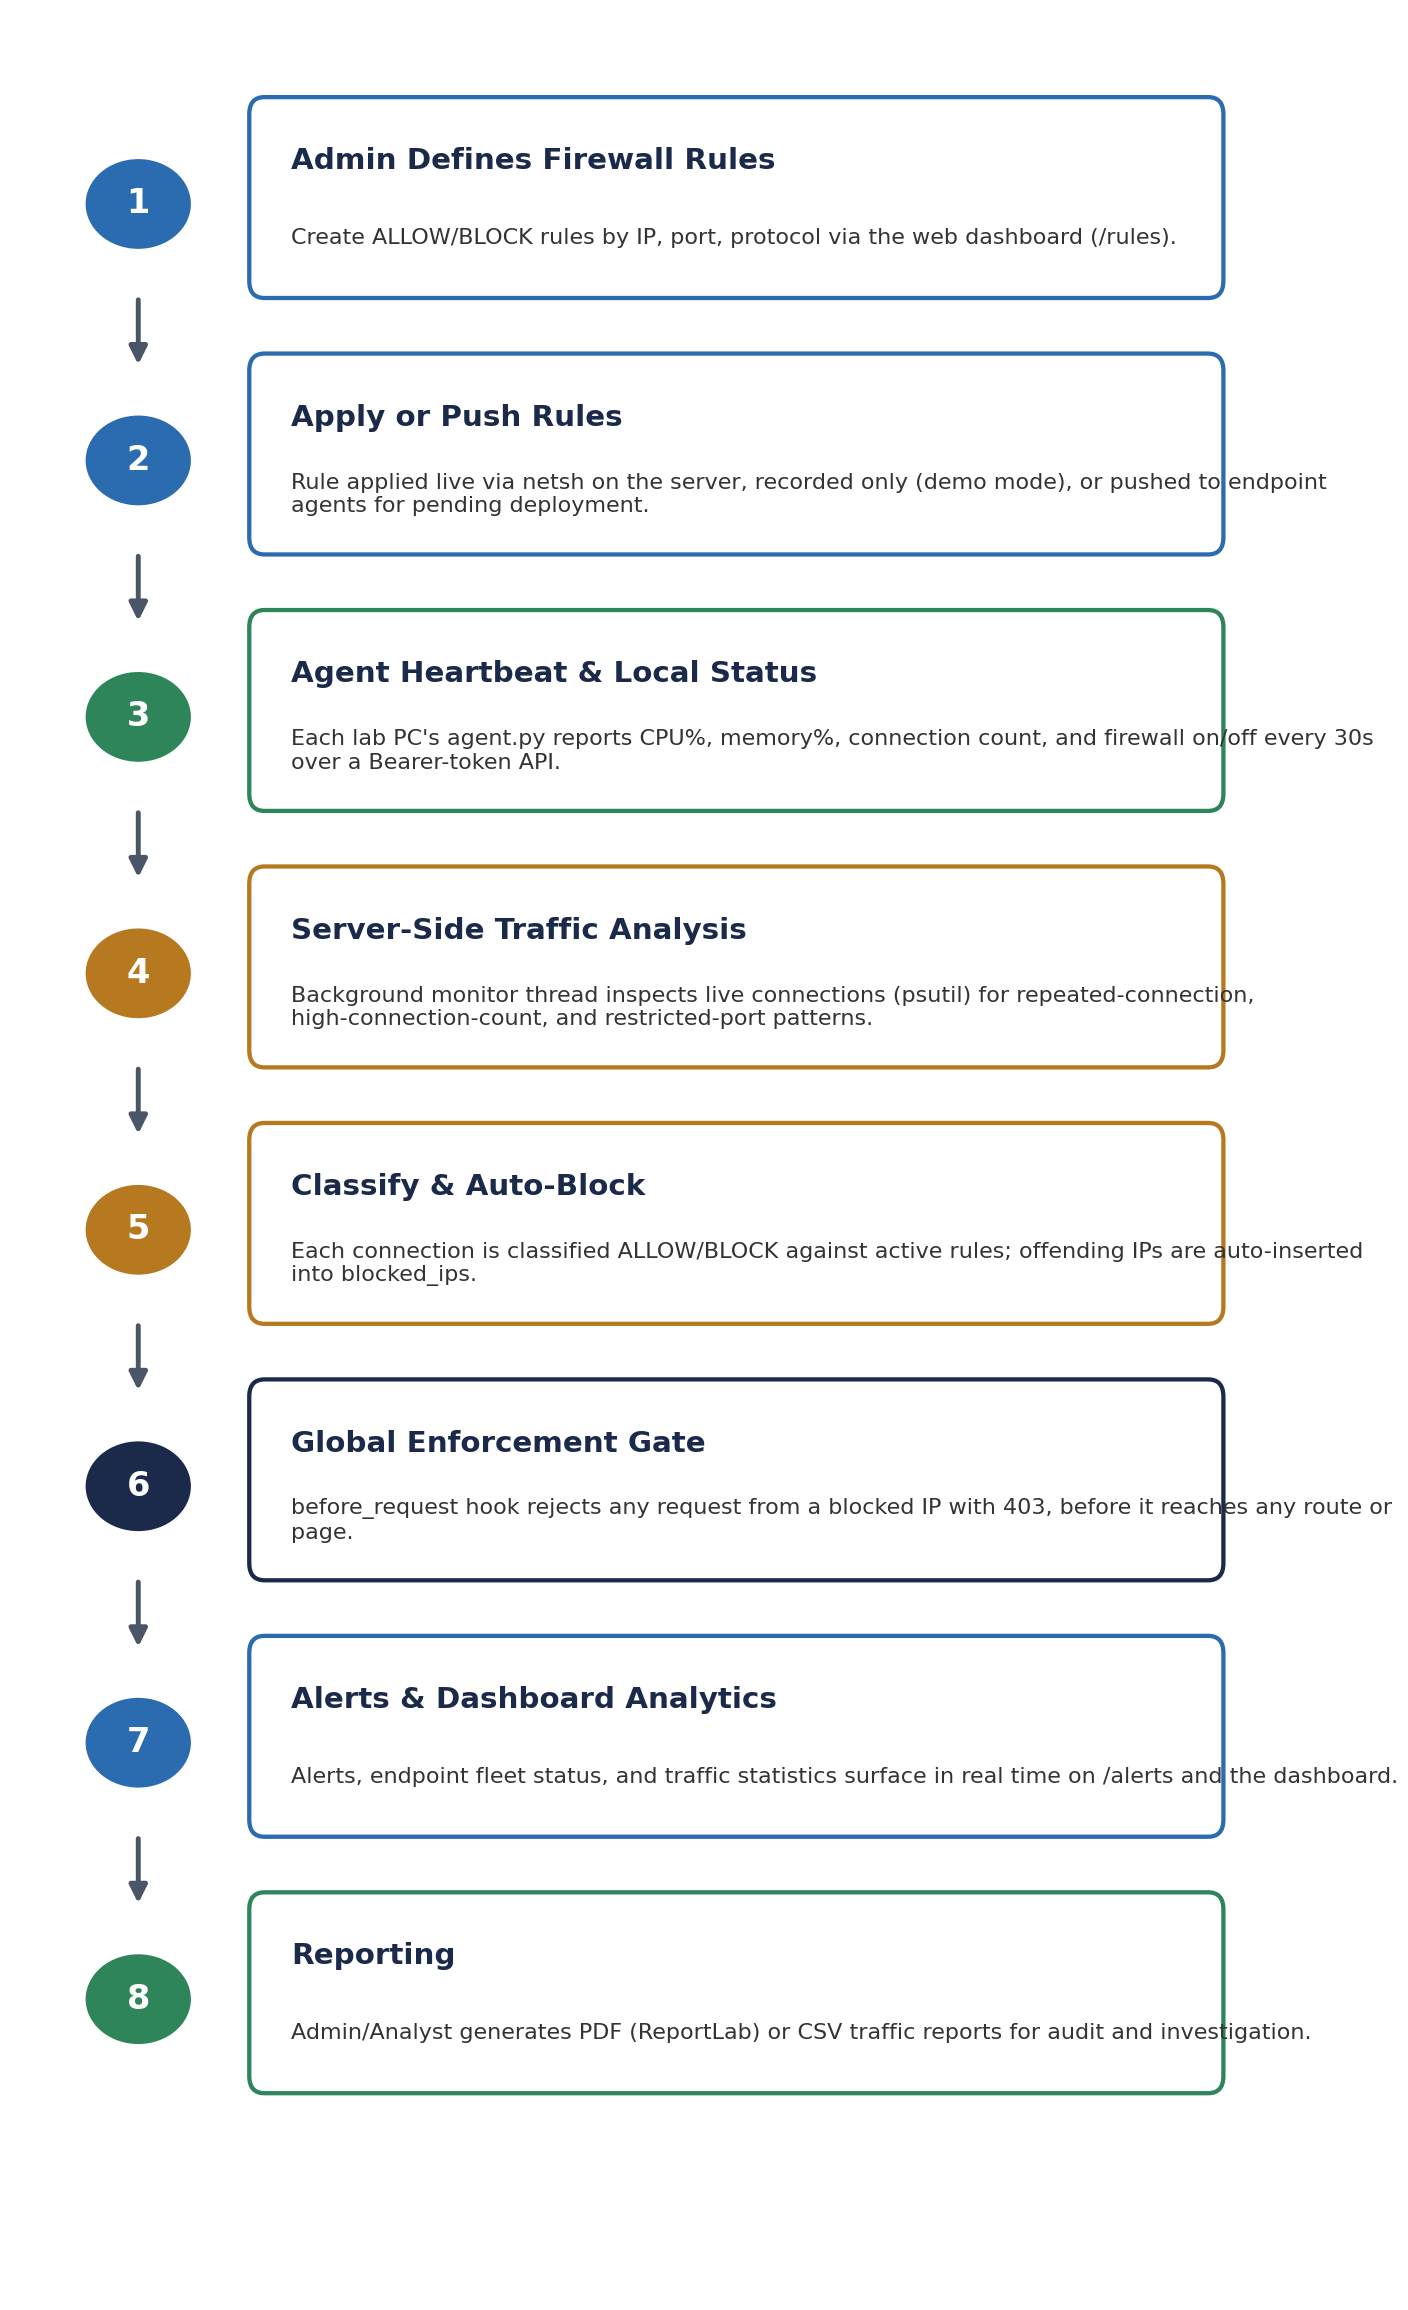 1
Admin Defines Firewall Rules
Create ALLOW/BLOCK rules by IP, port, protocol via the web dashboard (/rules).
2
Apply or Push Rules
Rule applied live via netsh on the server, recorded only (demo mode), or pushed to endpoint
agents for pending deployment.
3
Agent Heartbeat & Local Status
Each lab PC's agent.py reports CPU%, memory%, connection count, and firewall on/off every 30s
over a Bearer-token API.
4
Server-Side Traffic Analysis
Background monitor thread inspects live connections (psutil) for repeated-connection,
high-connection-count, and restricted-port patterns.
5
Classify & Auto-Block
Each connection is classified ALLOW/BLOCK against active rules; offending IPs are auto-inserted
into blocked_ips.
6
Global Enforcement Gate
before_request hook rejects any request from a blocked IP with 403, before it reaches any route or
page.
7
Alerts & Dashboard Analytics
Alerts, endpoint fleet status, and traffic statistics surface in real time on /alerts and the dashboard.
8
Reporting
Admin/Analyst generates PDF (ReportLab) or CSV traffic reports for audit and investigation.